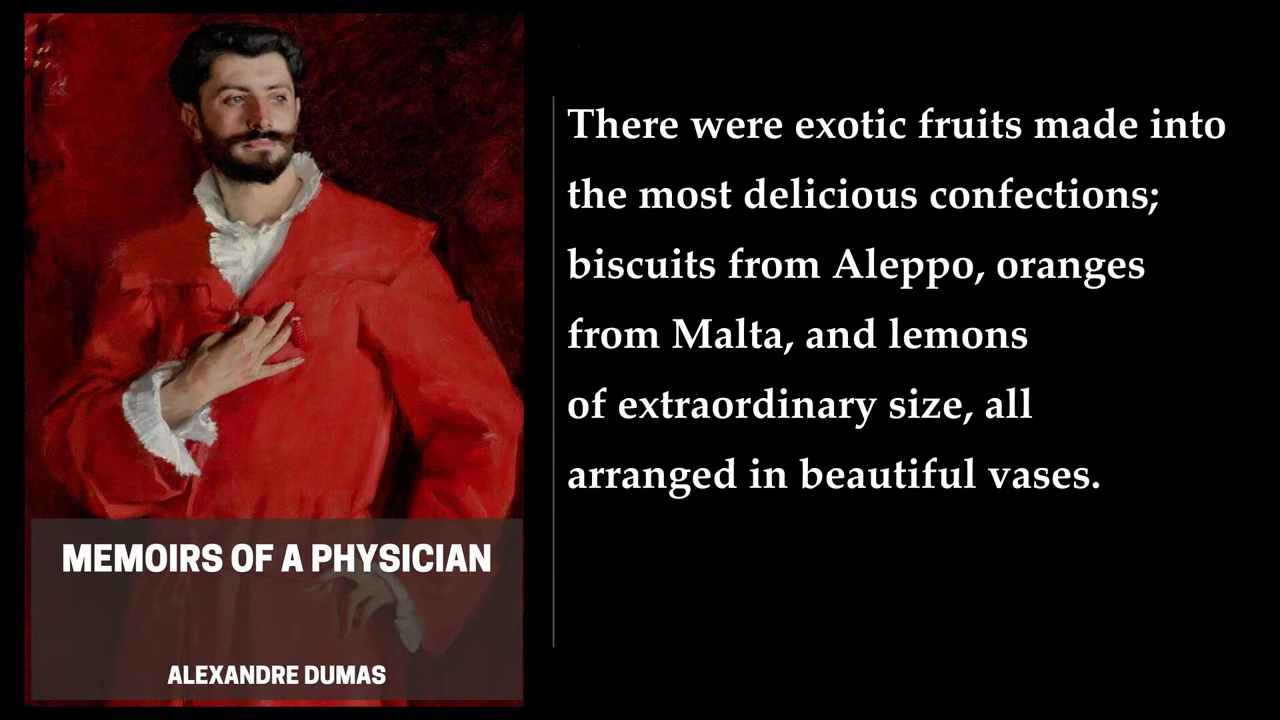 There were exotic fruits made into
the most delicious confections;
biscuits from Aleppo, oranges
from Malta, and lemons
of extraordinary size, all
arranged in beautiful vases.
MEMOIRS OF A PHYSICIAN
ALEXANDRE DUMAS